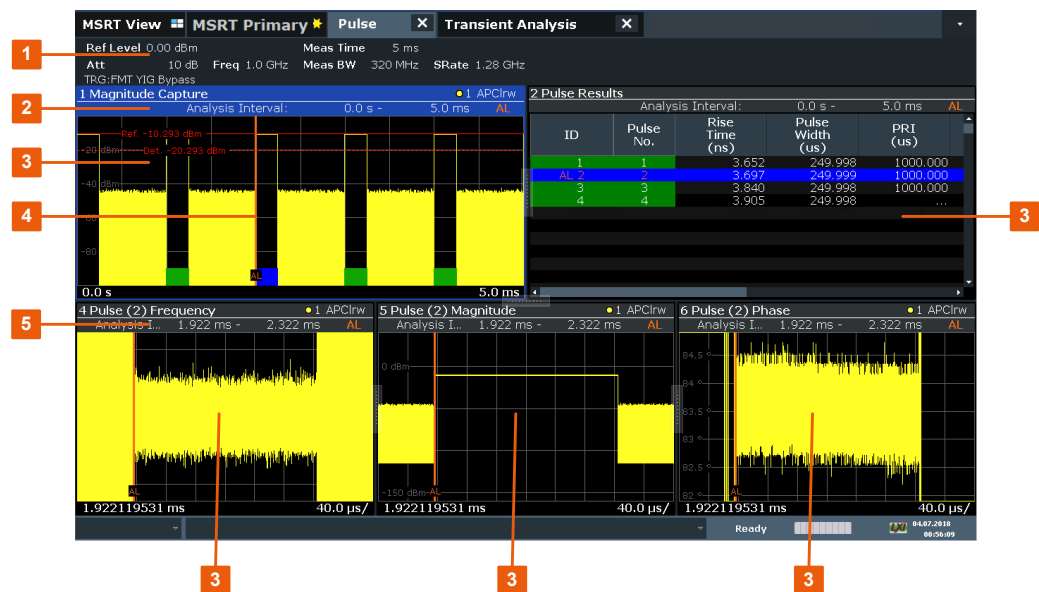 MSRT View MSRT Primary Pulse X Transient Analysis X
1
Ref Level 0.00 dBm Meas Time 5 ms
Att 10 dB Freq 1.0 GHz Meas BW 320 MHz SRate 1.28 GHz
TRG:FMT YIG Bypass
1 Magnitude Capture 1 APClrw
2
Analysis Interval: 0.0 s - 5.0 ms AL
Ref -10.293 dBm
3
-20 dBm Det. -20.293 dBm
-40 dBm
4
-60
-80
AL
0.0 s 5.0 ms
2 Pulse Results
Analysis Interval: 0.0 s - 5.0 ms AL
ID Pulse No. Rise Time (ns) Pulse Width (us) PRI (us)
1 1 3.652 249.998 1000.000
AL 2 2 3.697 249.999 1000.000
3 3 3.840 249.998 1000.000
4 4 3.905 249.998 ...
3
4 Pulse (2) Frequency 1 APClrw
5
Analysis I... 1.922 ms - 2.322 ms AL
AL
1.922119531 ms 40.0 µs/
5 Pulse (2) Magnitude 1 APClrw
Analysis I... 1.922 ms - 2.322 ms AL
0 dBm
-150 dBm AL
1.922119531 ms 40.0 µs/
6 Pulse (2) Phase 1 APClrw
Analysis I... 1.922 ms - 2.322 ms AL
84.5 °
84 °
83.5 °
83 °
82.5 °
82 ° AL
1.922119531 ms 40.0 µs/
Ready LXI 04.07.2018
00:56:09
3 3 3